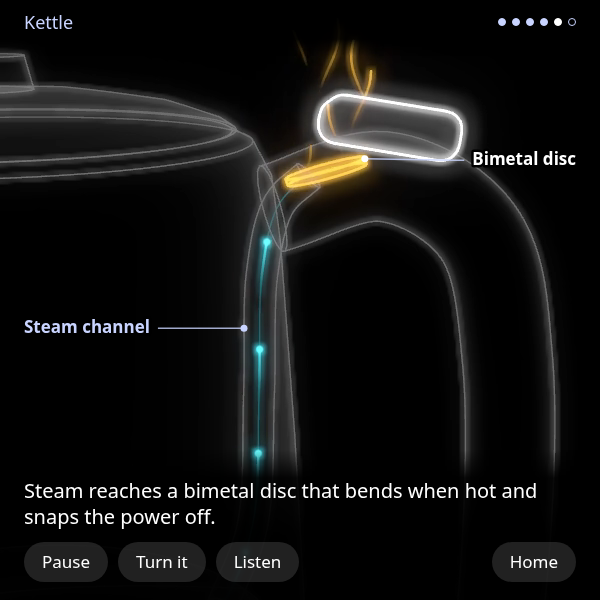 Kettle
Bimetal disc
Steam channel
Steam reaches a bimetal disc that bends when hot and
snaps the power off.
Pause
Turn it
Listen
Home